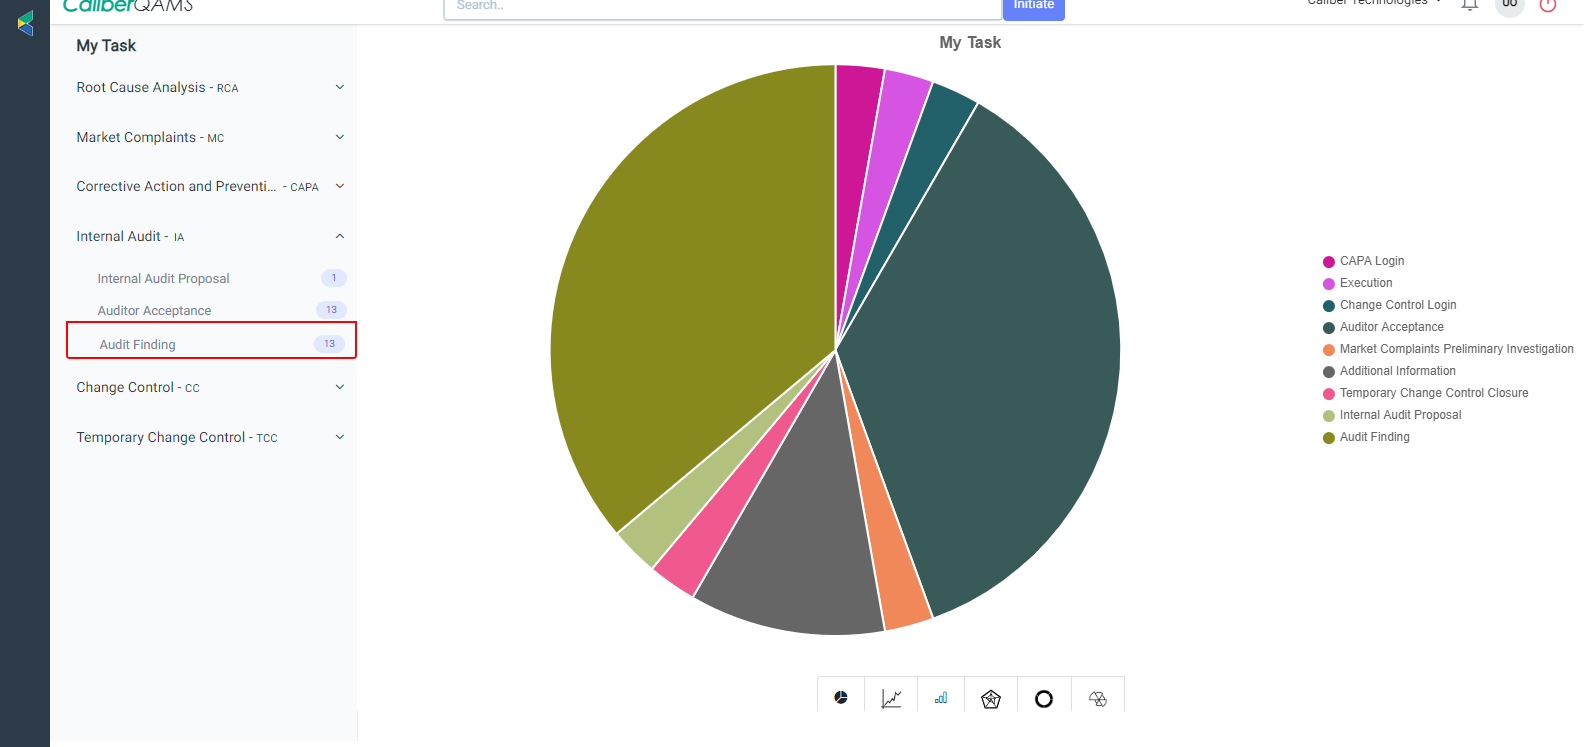 CaliberQAMS
Search..
Initiate
Caliber Technologies
My Task
Root Cause Analysis - RCA
Market Complaints - MC
Corrective Action and Preventi... - CAPA
Internal Audit - IA
Internal Audit Proposal 1
Auditor Acceptance 13
Audit Finding 13
Change Control - CC
Temporary Change Control - TCC
My Task
CAPA Login
Execution
Change Control Login
Auditor Acceptance
Market Complaints Preliminary Investigation
Additional Information
Temporary Change Control Closure
Internal Audit Proposal
Audit Finding